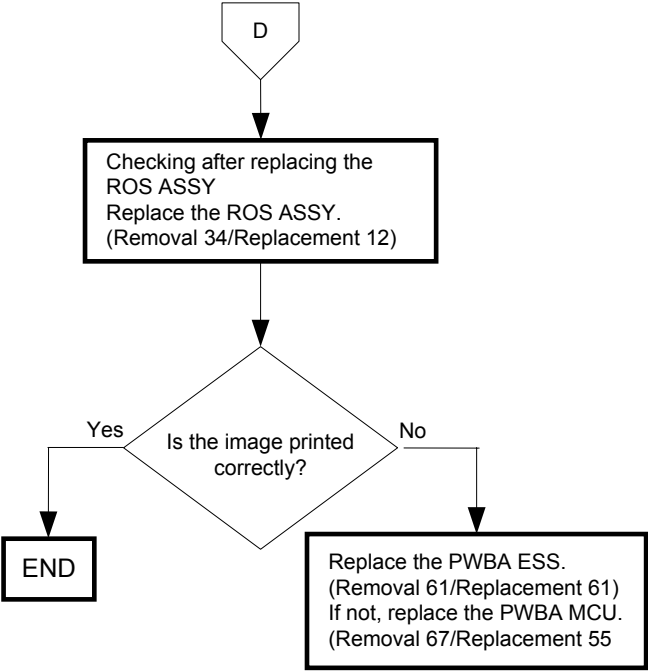 D
Checking after replacing the
ROS ASSY
Replace the ROS ASSY.
(Removal 34/Replacement 12)
Yes
Is the image printed
correctly?
No
END
Replace the PWBA ESS.
(Removal 61/Replacement 61)
If not, replace the PWBA MCU.
(Removal 67/Replacement 55